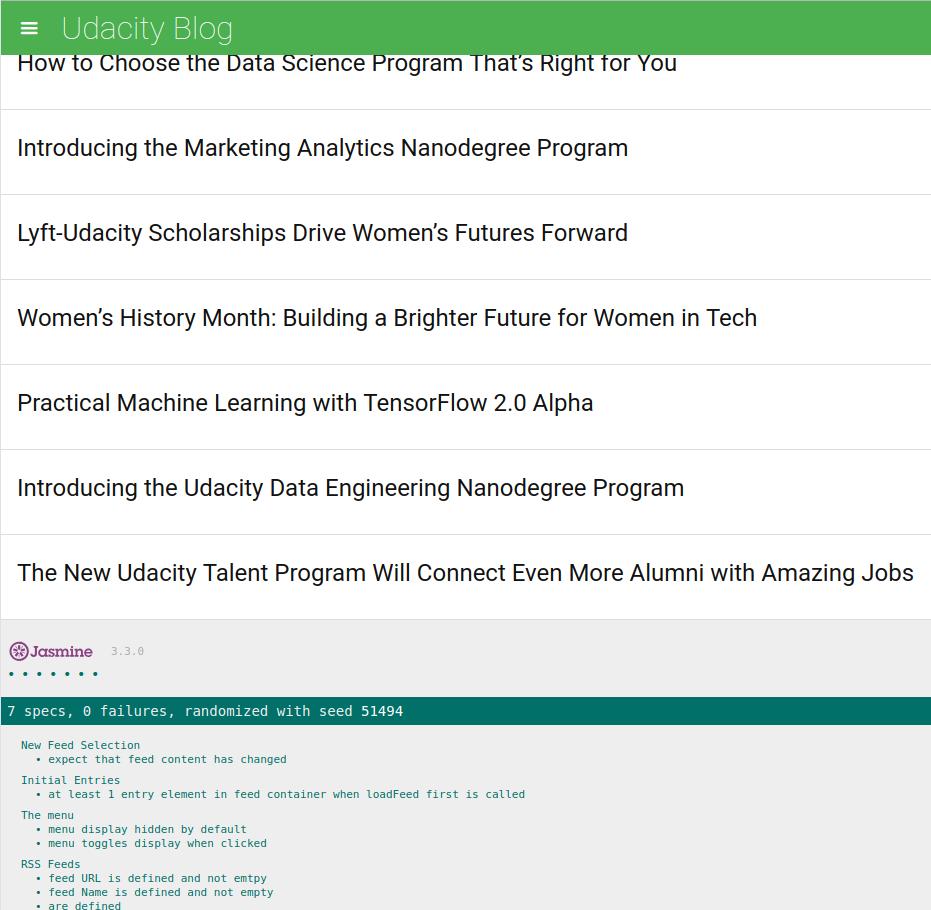 Udacity Blog
How to Choose the Data Science Program That’s Right for You
Introducing the Marketing Analytics Nanodegree Program
Lyft-Udacity Scholarships Drive Women’s Futures Forward
Women’s History Month: Building a Brighter Future for Women in Tech
Practical Machine Learning with TensorFlow 2.0 Alpha
Introducing the Udacity Data Engineering Nanodegree Program
The New Udacity Talent Program Will Connect Even More Alumni with Amazing Jobs
Jasmine 3.3.0
• • • • • • •
7 specs, 0 failures, randomized with seed 51494
New Feed Selection
• expect that feed content has changed
Initial Entries
• at least 1 entry element in feed container when loadFeed first is called
The menu
• menu display hidden by default
• menu toggles display when clicked
RSS Feeds
• feed URL is defined and not emtpy
• feed Name is defined and not empty
• are defined